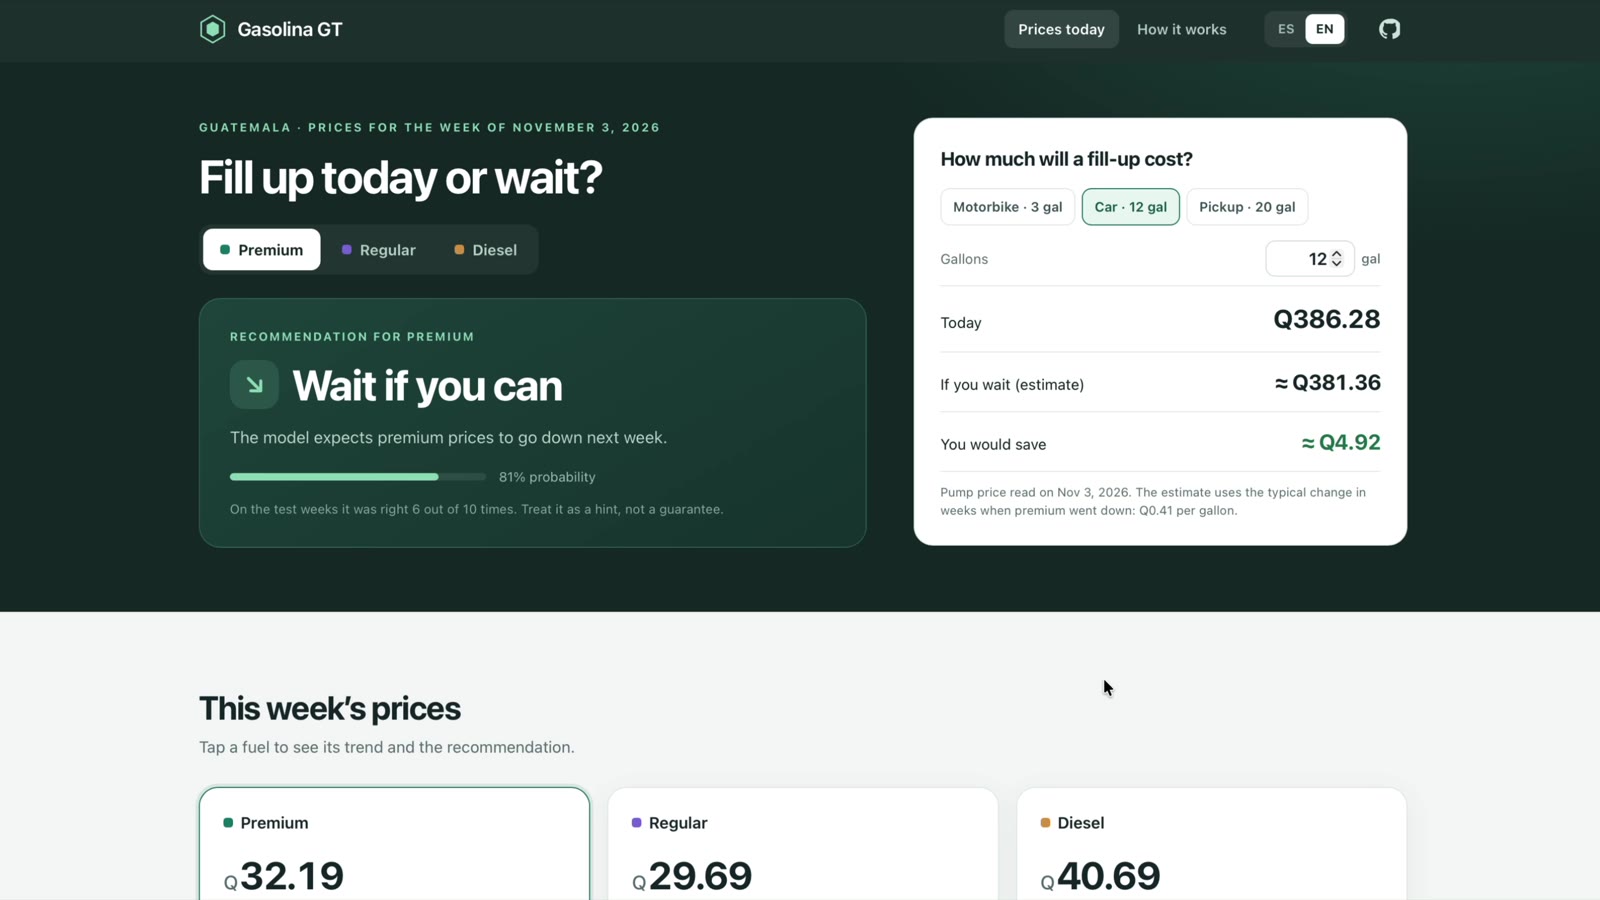 Gasolina GT
Prices today
How it works
ES
EN
GUATEMALA · PRICES FOR THE WEEK OF NOVEMBER 3, 2026
Fill up today or wait?
Premium
Regular
Diesel
RECOMMENDATION FOR PREMIUM
Wait if you can
The model expects premium prices to go down next week.
81% probability
On the test weeks it was right 6 out of 10 times. Treat it as a hint, not a guarantee.
How much will a fill-up cost?
Motorbike · 3 gal
Car · 12 gal
Pickup · 20 gal
Gallons
12
gal
Today
Q386.28
If you wait (estimate)
≈ Q381.36
You would save
≈ Q4.92
Pump price read on Nov 3, 2026. The estimate uses the typical change in
weeks when premium went down: Q0.41 per gallon.
This week’s prices
Tap a fuel to see its trend and the recommendation.
Premium
Q32.19
Regular
Q29.69
Diesel
Q40.69